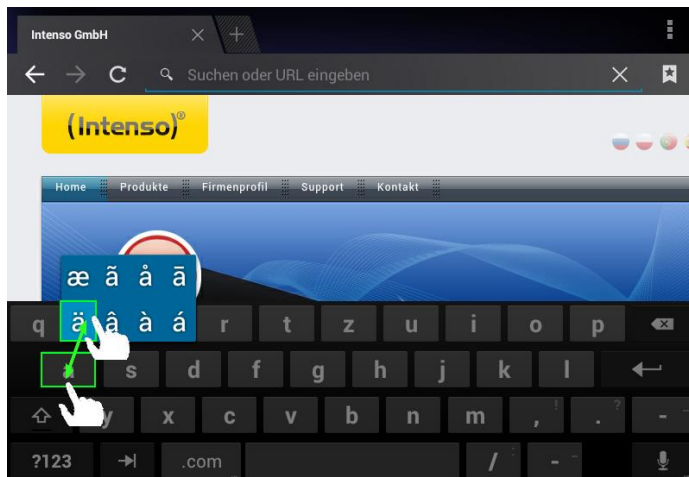 Intenso GmbH
Suchen oder URL eingeben
(Intenso)®
Home Produkte Firmenprofil Support Kontakt
æ ã å ā
q ä â à á r t z u i o p
a s d f g h j k l
y x c v b n m , ! . ? -
?123 .com / : - _